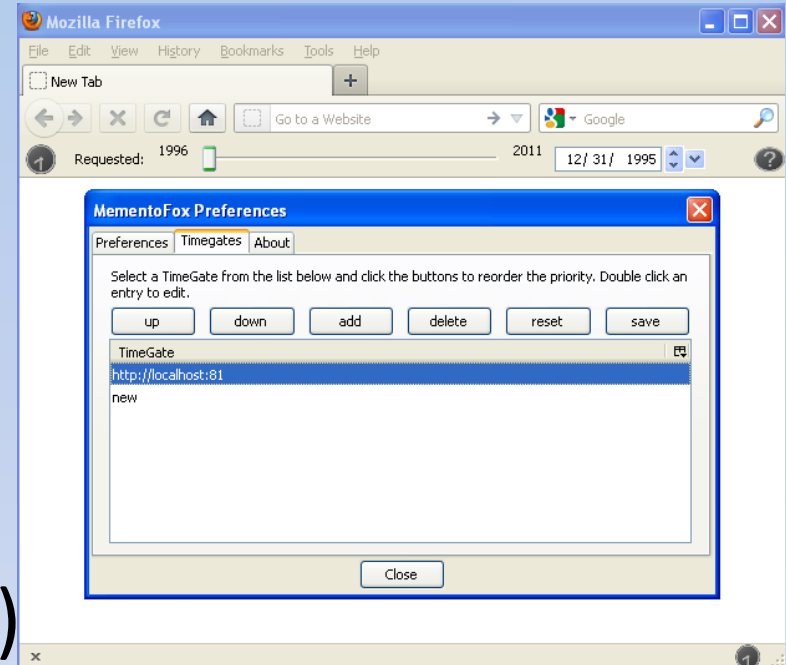 Mozilla Firefox
File Edit View History Bookmarks Tools Help
New Tab +
Go to a Website Google
Requested: 1996 2011 12/ 31/ 1995 ?
MementoFox Preferences
Preferences Timegates About
Select a TimeGate from the list below and click the buttons to reorder the priority. Double click an
entry to edit.
up down add delete reset save
TimeGate
http://localhost:81
new
Close
)
x